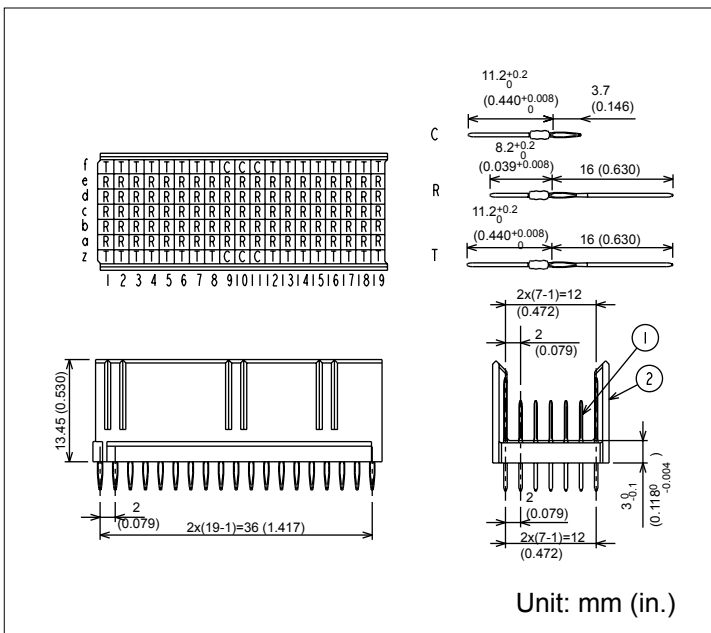 11.2 +0.2 0
(0.440 +0.008 0)
3.7
(0.146)
C
8.2 +0.2 0
(0.039 +0.008)
16 (0.630)
R
11.2 +0.2 0
(0.440 +0.008 0)
16 (0.630)
T
f T T T T T T T T C C C T T T T T T T T
e R R R R R R R R R R R R R R R R R R R
d R R R R R R R R R R R R R R R R R R R
c R R R R R R R R R R R R R R R R R R R
b R R R R R R R R R R R R R R R R R R R
a R R R R R R R R R R R R R R R R R R R
z T T T T T T T T C C C T T T T T T T T
1 2 3 4 5 6 7 8 9 10 11 12 13 14 15 16 17 18 19
13.45 (0.530)
2
(0.079)
2x(19-1)=36 (1.417)
2x(7-1)=12
(0.472)
2
(0.079)
1
2
3 0 -0.1
(0.118 0 -0.004)
2
(0.079)
2x(7-1)=12
(0.472)
Unit: mm (in.)